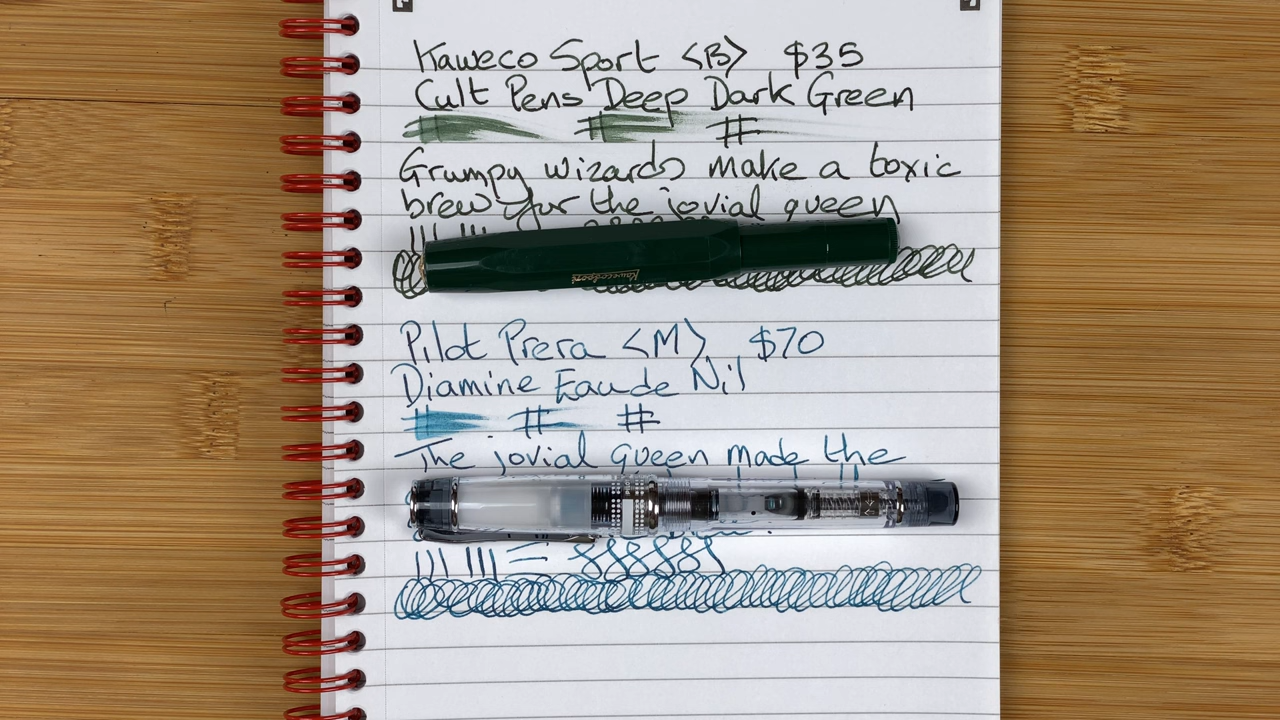 Kaweco Sport <B> $35
Cult Pens Deep Dark Green
# # #
Grumpy wizards make a toxic
brew for the jovial queen
KawecoSport
Pilot Prera <M> $70
Diamine Eau de Nil
# # #
The jovial queen made the